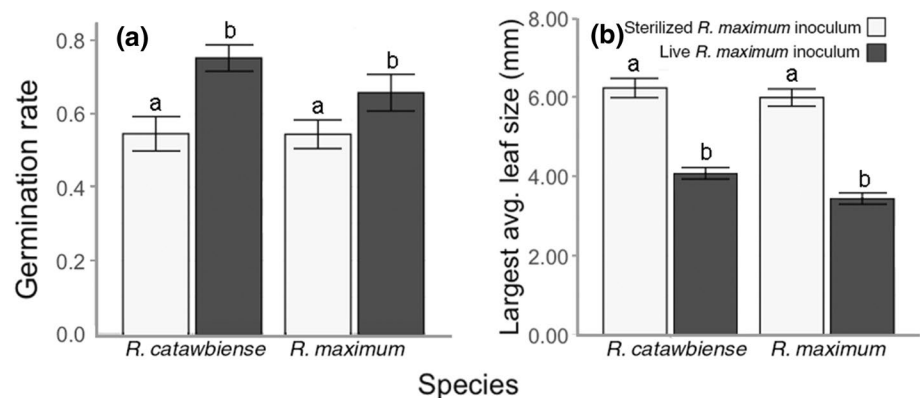 (a)
Germination rate
0.8
0.6
0.4
0.2
0.0
a
b
a
b
R. catawbiense
R. maximum
(b)
Sterilized R. maximum inoculum
Live R. maximum inoculum
Largest avg. leaf size (mm)
8.00
6.00
4.00
2.00
0.00
a
b
a
b
R. catawbiense
R. maximum
Species